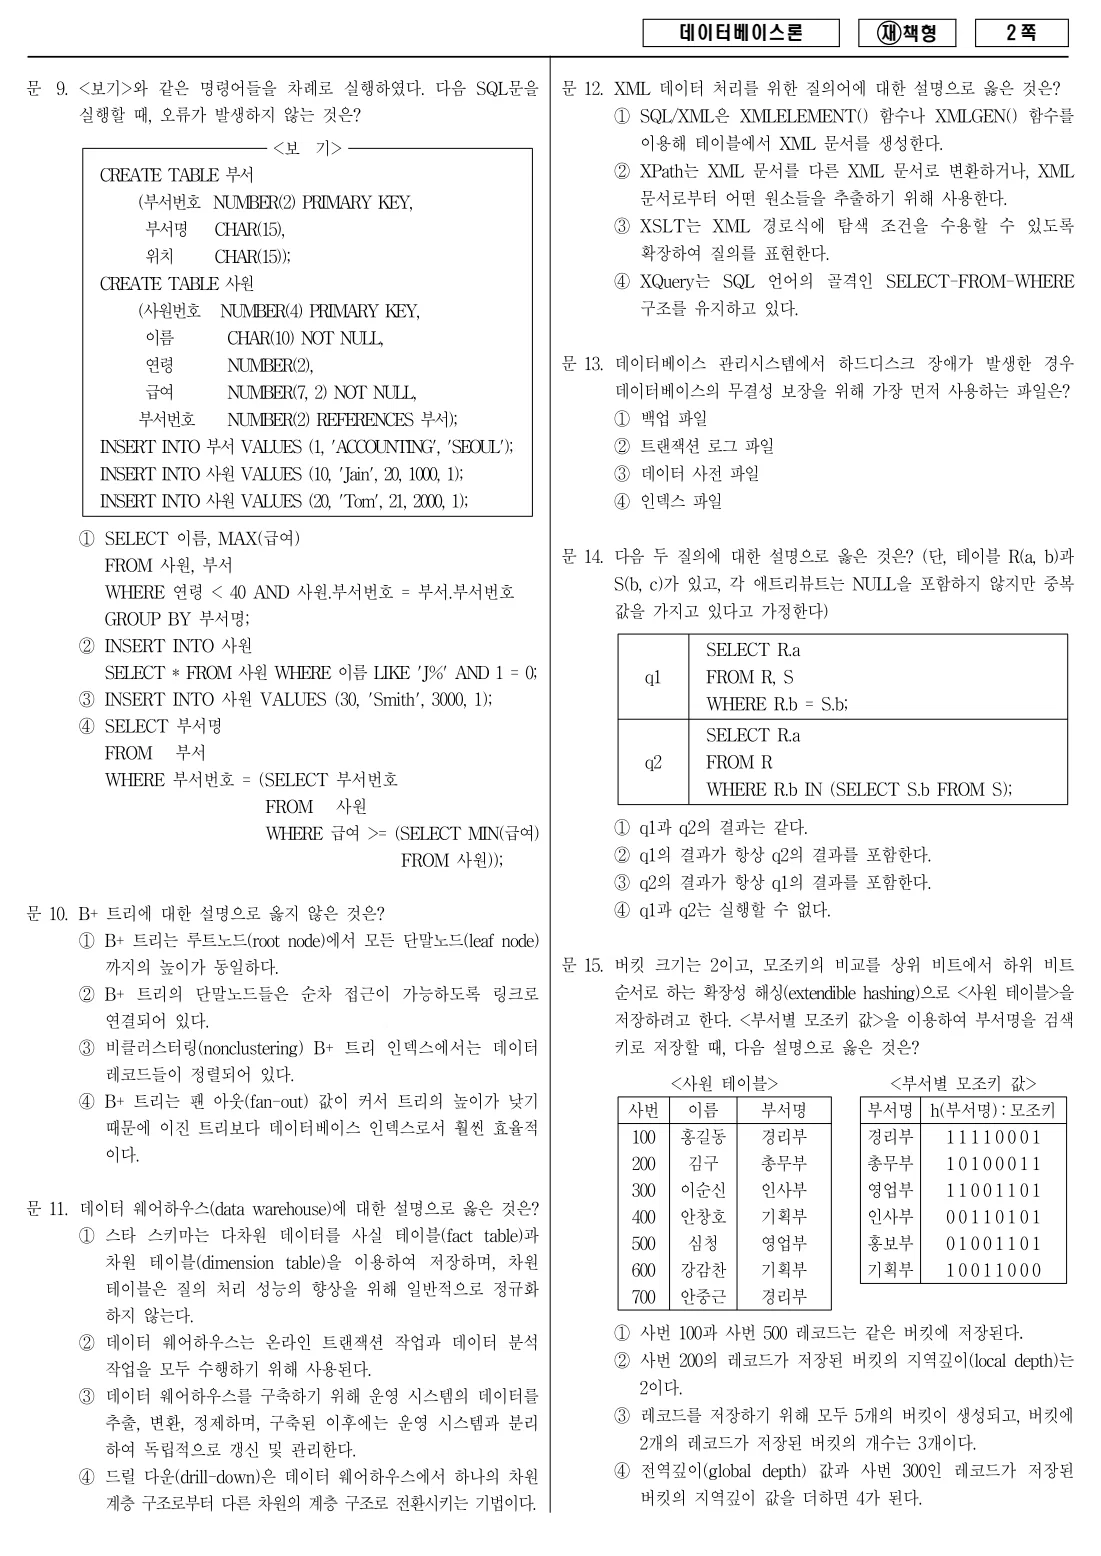 데이터베이스론
재책형
2 쪽
문 9. <보기>와 같은 명령어들을 차례로 실행하였다. 다음 SQL문을
실행할 때, 오류가 발생하지 않는 것은?
<보 기>
CREATE TABLE 부서
(부서번호 NUMBER(2) PRIMARY KEY,
부서명 CHAR(15),
위치 CHAR(15));
CREATE TABLE 사원
(사원번호 NUMBER(4) PRIMARY KEY,
이름 CHAR(10) NOT NULL,
연령 NUMBER(2),
급여 NUMBER(7, 2) NOT NULL,
부서번호 NUMBER(2) REFERENCES 부서);
INSERT INTO 부서 VALUES (1, 'ACCOUNTING', 'SEOUL');
INSERT INTO 사원 VALUES (10, 'Jain', 20, 1000, 1);
INSERT INTO 사원 VALUES (20, 'Tom', 21, 2000, 1);
① SELECT 이름, MAX(급여)
FROM 사원, 부서
WHERE 연령 < 40 AND 사원.부서번호 = 부서.부서번호
GROUP BY 부서명;
② INSERT INTO 사원
SELECT * FROM 사원 WHERE 이름 LIKE 'J%' AND 1 = 0;
③ INSERT INTO 사원 VALUES (30, 'Smith', 3000, 1);
④ SELECT 부서명
FROM 부서
WHERE 부서번호 = (SELECT 부서번호
FROM 사원
WHERE 급여 >= (SELECT MIN(급여)
FROM 사원));
문 10. B+ 트리에 대한 설명으로 옳지 않은 것은?
① B+ 트리는 루트노드(root node)에서 모든 단말노드(leaf node)
까지의 높이가 동일하다.
② B+ 트리의 단말노드들은 순차 접근이 가능하도록 링크로
연결되어 있다.
③ 비클러스터링(nonclustering) B+ 트리 인덱스에서는 데이터
레코드들이 정렬되어 있다.
④ B+ 트리는 팬 아웃(fan-out) 값이 커서 트리의 높이가 낮기
때문에 이진 트리보다 데이터베이스 인덱스로서 훨씬 효율적
이다.
문 11. 데이터 웨어하우스(data warehouse)에 대한 설명으로 옳은 것은?
① 스타 스키마는 다차원 데이터를 사실 테이블(fact table)과
차원 테이블(dimension table)을 이용하여 저장하며, 차원
테이블은 질의 처리 성능의 향상을 위해 일반적으로 정규화
하지 않는다.
② 데이터 웨어하우스는 온라인 트랜잭션 작업과 데이터 분석
작업을 모두 수행하기 위해 사용된다.
③ 데이터 웨어하우스를 구축하기 위해 운영 시스템의 데이터를
추출, 변환, 정제하며, 구축된 이후에는 운영 시스템과 분리
하여 독립적으로 갱신 및 관리한다.
④ 드릴 다운(drill-down)은 데이터 웨어하우스에서 하나의 차원
계층 구조로부터 다른 차원의 계층 구조로 전환시키는 기법이다.
문 12. XML 데이터 처리를 위한 질의어에 대한 설명으로 옳은 것은?
① SQL/XML은 XMLELEMENT() 함수나 XMLGEN() 함수를
이용해 테이블에서 XML 문서를 생성한다.
② XPath는 XML 문서를 다른 XML 문서로 변환하거나, XML
문서로부터 어떤 원소들을 추출하기 위해 사용한다.
③ XSLT는 XML 경로식에 탐색 조건을 수용할 수 있도록
확장하여 질의를 표현한다.
④ XQuery는 SQL 언어의 골격인 SELECT-FROM-WHERE
구조를 유지하고 있다.
문 13. 데이터베이스 관리시스템에서 하드디스크 장애가 발생한 경우
데이터베이스의 무결성 보장을 위해 가장 먼저 사용하는 파일은?
① 백업 파일
② 트랜잭션 로그 파일
③ 데이터 사전 파일
④ 인덱스 파일
문 14. 다음 두 질의에 대한 설명으로 옳은 것은? (단, 테이블 R(a, b)과
S(b, c)가 있고, 각 애트리뷰트는 NULL을 포함하지 않지만 중복
값을 가지고 있다고 가정한다)
SELECT R.a
q1 FROM R, S
WHERE R.b = S.b;
SELECT R.a
q2 FROM R
WHERE R.b IN (SELECT S.b FROM S);
① q1과 q2의 결과는 같다.
② q1의 결과가 항상 q2의 결과를 포함한다.
③ q2의 결과가 항상 q1의 결과를 포함한다.
④ q1과 q2는 실행할 수 없다.
문 15. 버킷 크기는 2이고, 모조키의 비교를 상위 비트에서 하위 비트
순서로 하는 확장성 해싱(extendible hashing)으로 <사원 테이블>을
저장하려고 한다. <부서별 모조키 값>을 이용하여 부서명을 검색
키로 저장할 때, 다음 설명으로 옳은 것은?
<사원 테이블> <부서별 모조키 값>
사번 이름 부서명 부서명 h(부서명) : 모조키
100 홍길동 경리부 경리부 11110001
200 김구 총무부 총무부 10100011
300 이순신 인사부 영업부 11001101
400 안창호 기획부 인사부 00110101
500 심청 영업부 홍보부 01001101
600 강감찬 기획부 기획부 10011000
700 안중근 경리부
① 사번 100과 사번 500 레코드는 같은 버킷에 저장된다.
② 사번 200의 레코드가 저장된 버킷의 지역깊이(local depth)는
2이다.
③ 레코드를 저장하기 위해 모두 5개의 버킷이 생성되고, 버킷에
2개의 레코드가 저장된 버킷의 개수는 3개이다.
④ 전역깊이(global depth) 값과 사번 300인 레코드가 저장된
버킷의 지역깊이 값을 더하면 4가 된다.